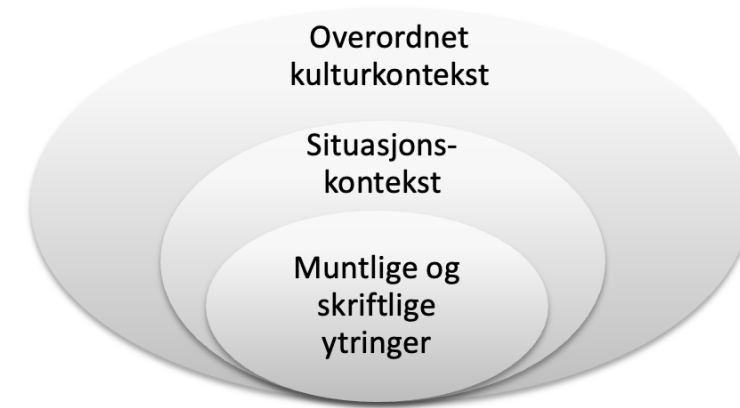 Overordnet
kulturkontekst
Situasjons-
kontekst
Muntlige og
skriftlige
ytringer